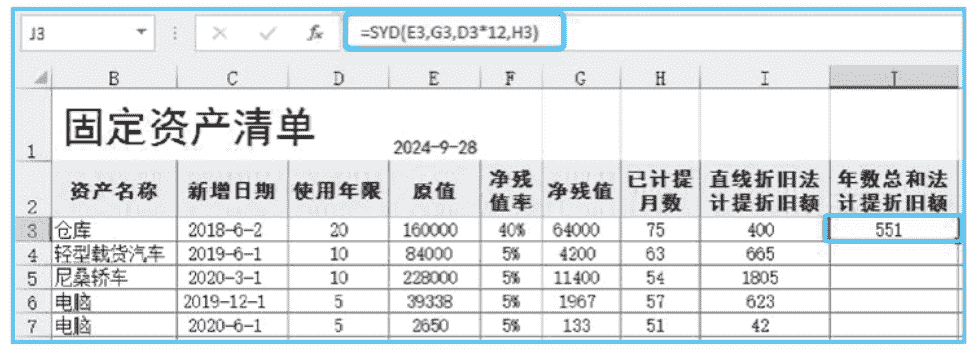 J3 fx =SYD(E3,G3,D3*12,H3)
B C D E F G H I J
1 固定资产清单 2024-9-28
2 资产名称 新增日期 使用年限 原值 净残值率 净残值 已计提月数 直线折旧法计提折旧额 年数总和法计提折旧额
3 仓库 2018-6-2 20 160000 40% 64000 75 400 551
4 轻型载货汽车 2019-6-1 10 84000 5% 4200 63 665
5 尼桑轿车 2020-3-1 10 228000 5% 11400 54 1805
6 电脑 2019-12-1 5 39338 5% 1967 57 623
7 电脑 2020-6-1 5 2650 5% 133 51 42